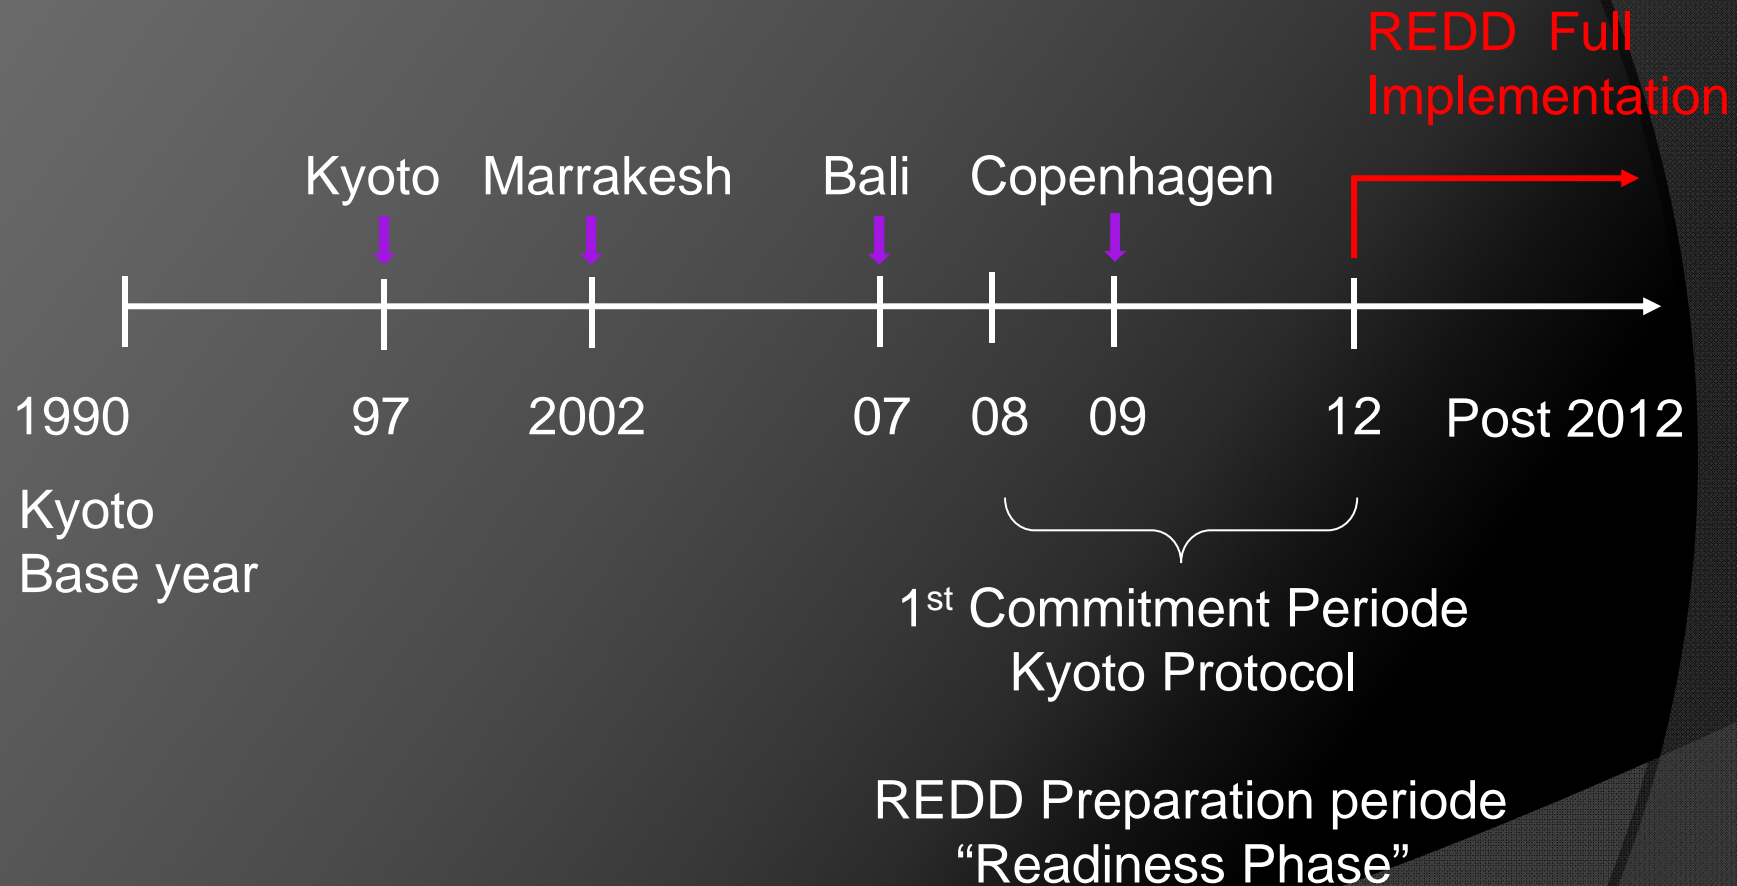 REDD  Full
Implementation
Kyoto Marrakesh Bali Copenhagen
1990 97 2002 07 08 09 12 Post 2012
Kyoto
Base year
1st Commitment Periode
Kyoto Protocol
REDD Preparation periode
“Readiness Phase”